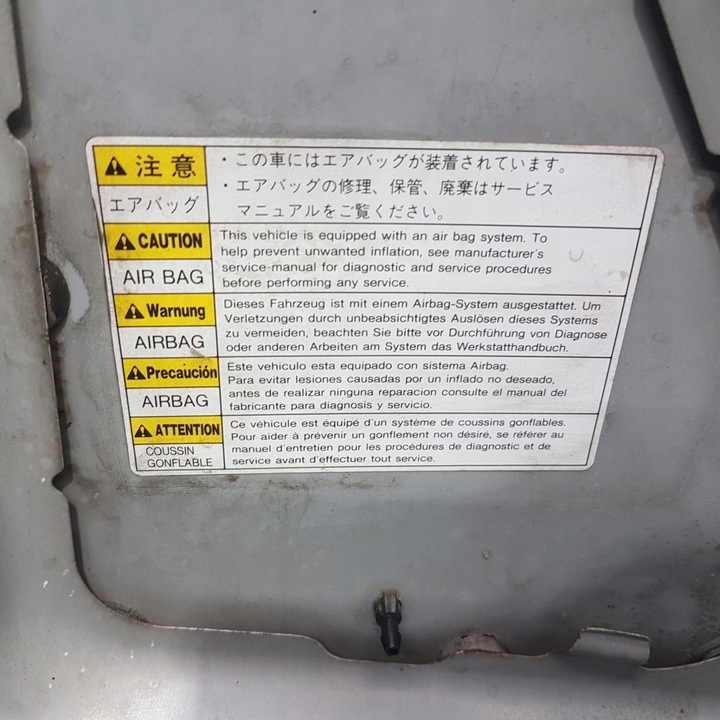 注意
エアバッグ
・この車にはエアバッグが装着されています。
・エアバッグの修理、保管、廃棄はサービス
マニュアルをご覧ください。
CAUTION
AIR BAG
This vehicle is equipped with an air bag system. To
help prevent unwanted inflation, see manufacturer's
service manual for diagnostic and service procedures
before performing any service.
Warnung
AIRBAG
Dieses Fahrzeug ist mit einem Airbag-System ausgestattet. Um
Verletzungen durch unbeabsichtigtes Auslösen dieses Systems
zu vermeiden, beachten Sie bitte vor Durchführung von Diagnose
oder anderen Arbeiten am System das Werkstatthandbuch.
Precaución
AIRBAG
Este vehiculo esta equipado con sistema Airbag.
Para evitar lesiones causadas por un inflado no deseado,
antes de realizar ninguna reparacion consulte el manual del
fabricante para diagnosis y servicio.
ATTENTION
COUSSIN
GONFLABLE
Ce véhicule est équipé d'un système de coussins gonflables.
Pour aider à prévenir un gonflement non désiré, se référer au
manuel d'entretien pour les procédures de diagnostic et de
service avant d'effectuer tout service.